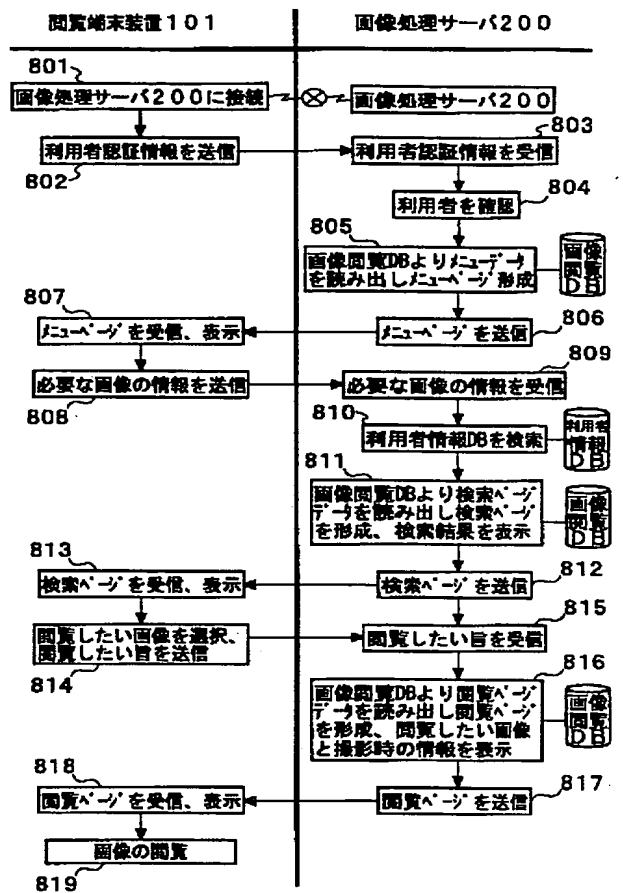 閲覧端末装置101
画像処理サーバ200
801
画像処理サーバ200に接続
画像処理サーバ200
803
利用者認証情報を送信
利用者認証情報を受信
802
804
利用者を確認
805
画像閲覧DBよりメニューデータ
を読み出しメニューページ形成
画像
閲覧
DB
807
メニューページを受信、表示
メニューページを送信
806
809
必要な画像の情報を送信
必要な画像の情報を受信
808
810
利用者情報DBを検索
利用者
情報
DB
811
画像閲覧DBより検索ページ
データを読み出し検索ページ
を形成、検索結果を表示
画像
閲覧
DB
813
検索ページを受信、表示
検索ページを送信
812
815
閲覧したい画像を選択、
閲覧したい旨を送信
閲覧したい旨を受信
814
816
画像閲覧DBより閲覧ページ
データを読み出し閲覧ページ
を形成、閲覧したい画像
と撮影時の情報を表示
画像
閲覧
DB
818
817
閲覧ページを受信、表示
閲覧ページを送信
画像の閲覧
819